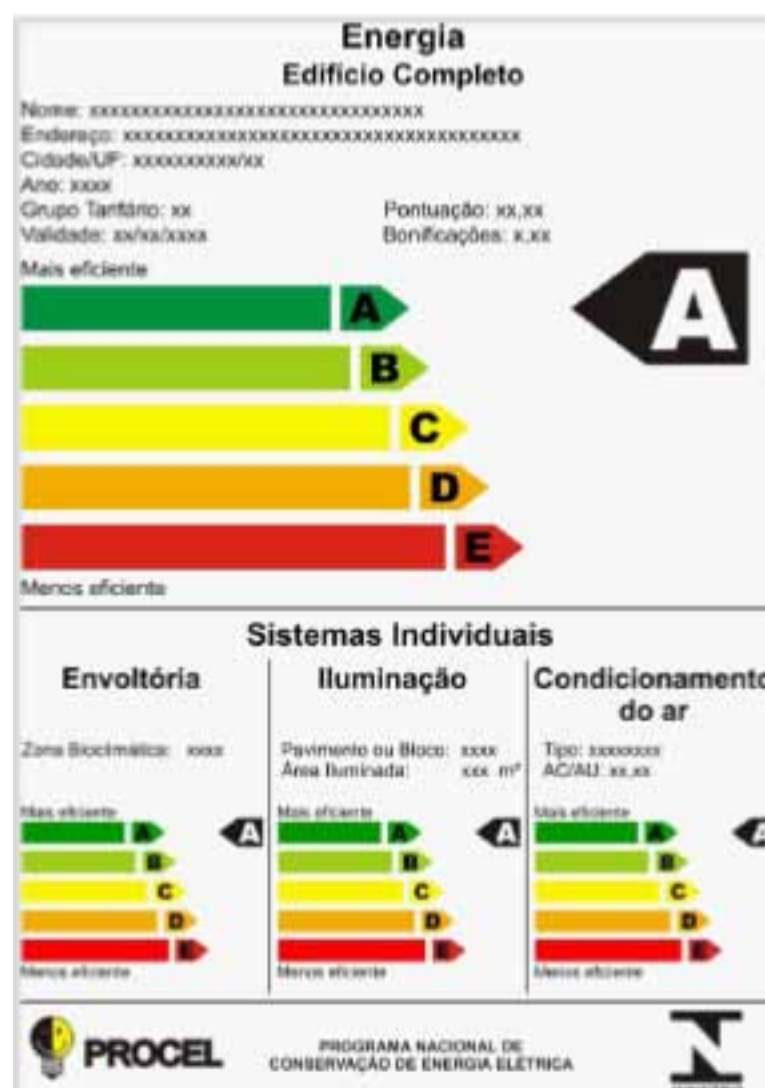 Energia
Edifício Completo
Nome: xxxxxxxxxxxxxxxxxxxxxxxxxxxxxxxx
Endereço: xxxxxxxxxxxxxxxxxxxxxxxxxxxxxxxxxxxxxx
Cidade/UF: xxxxxxxxxx/xx
Ano: xxxx
Grupo Tarifário: xx Pontuação: xx,xx
Validade: xx/xx/xxxx Bonificações: x,xx
Mais eficiente
A A
B
C
D
E
Menos eficiente
Sistemas Individuais
Envoltória
Zona Bioclimática: xxxx
Mais eficiente
A A
B
C
D
E
Menos eficiente
Iluminação
Pavimento ou Bloco: xxxx
Área Iluminada: xxx m²
Mais eficiente
A A
B
C
D
E
Menos eficiente
Condicionamento
do ar
Tipo: xxxxxxxx
AC/AU: xx,xx
Mais eficiente
A A
B
C
D
E
Menos eficiente
PROCEL
PROGRAMA NACIONAL DE
CONSERVAÇÃO DE ENERGIA ELÉTRICA